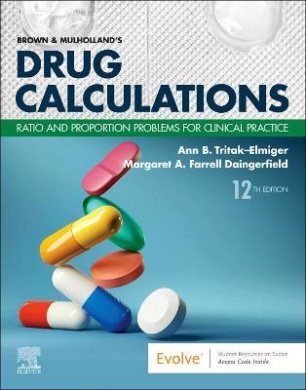 BROWN & MULHOLLAND'S
DRUG
CALCULATIONS
RATIO AND PROPORTION PROBLEMS FOR CLINICAL PRACTICE
Ann B. Tritak–Elmiger
Margaret A. Farrell Daingerfield
12TH EDITION
ELSEVIER
Evolve
Student Resources on Evolve
Access Code Inside